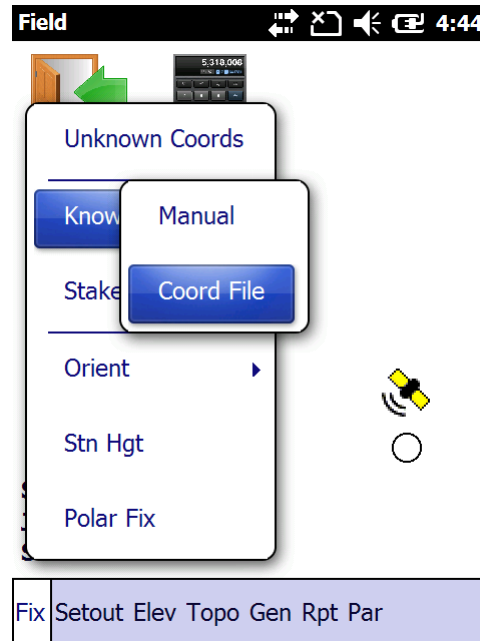 Field 4:44
5,318,006
Unknown Coords
Know
Manual
Stake
Coord File
Orient
Stn Hgt
Polar Fix
Fix Setout Elev Topo Gen Rpt Par